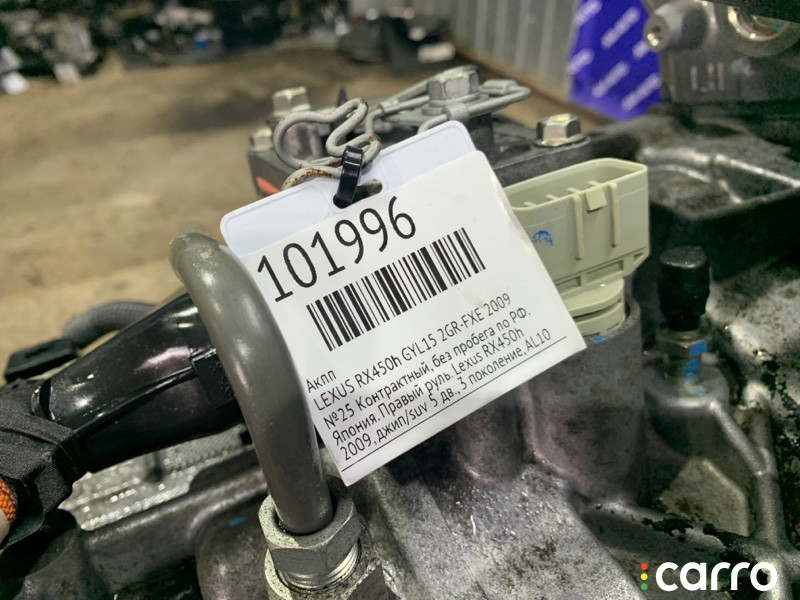 101996
Акпп
LEXUS RX450h GYL15 2GR-FXE 2009
№25 Контрактный, без пробега по РФ.
Япония. Правый руль. Lexus RX450h
2009, джип/suv 5 дв., 3 поколение, AL10
carro